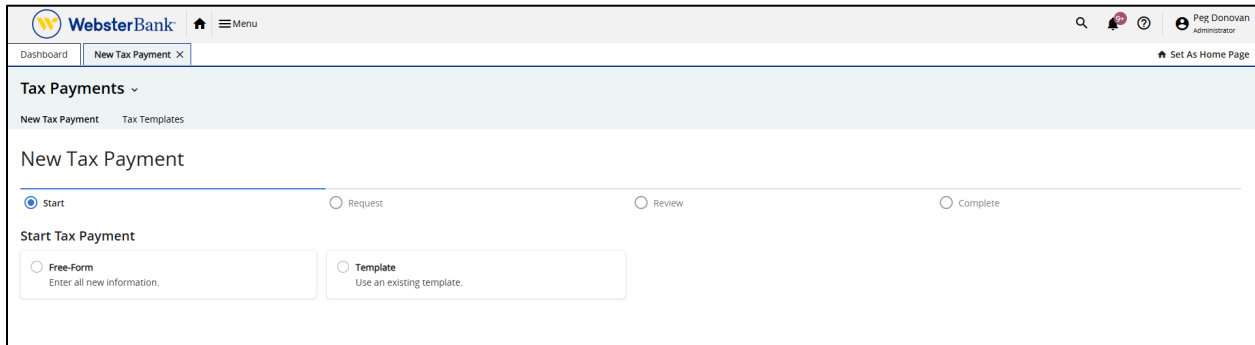 WebsterBank Menu 9+ Peg Donovan
Administrator
Dashboard New Tax Payment Set As Home Page
Tax Payments
New Tax Payment Tax Templates
New Tax Payment
Start Request Review Complete
Start Tax Payment
Free-Form Template
Enter all new information. Use an existing template.